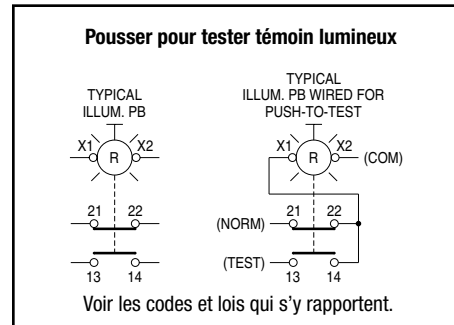 Pousser pour tester témoin lumineux
TYPICAL
ILLUM. PB
X1 R X2
21 22
13 14
TYPICAL
ILLUM. PB WIRED FOR
PUSH-TO-TEST
X1 R X2 (COM)
(NORM) 21 22
(TEST) 13 14
Voir les codes et lois qui s'y rapportent.